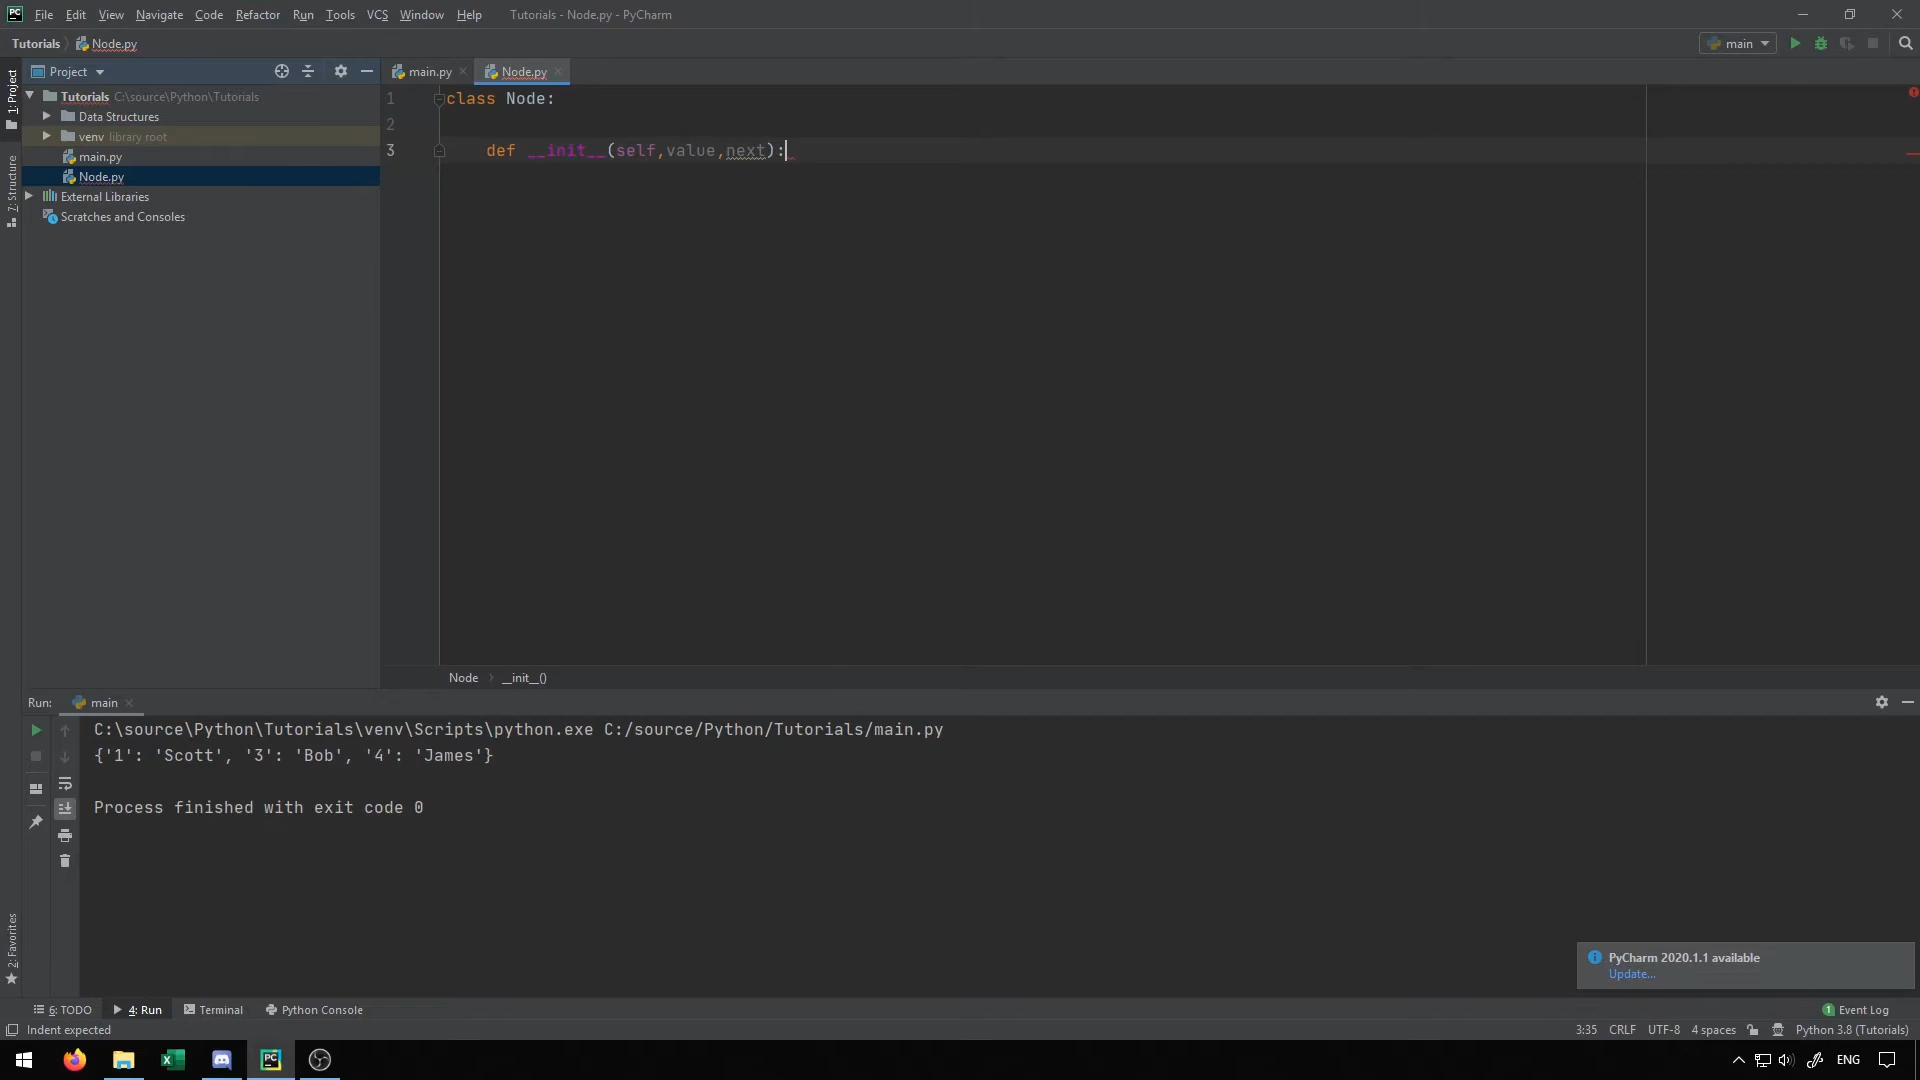 PC File Edit View Navigate Code Refactor Run Tools VCS Window Help Tutorials - Node.py - PyCharm
Tutorials Node.py main
Project main.py Node.py
1: Project
Tutorials C:\source\Python\Tutorials
Data Structures
venv library root
main.py
Node.py
External Libraries
Scratches and Consoles
7: Structure
1 class Node:
2
3 def __init__(self,value,next):
Node __init__()
Run: main
C:\source\Python\Tutorials\venv\Scripts\python.exe C:/source/Python/Tutorials/main.py
{'1': 'Scott', '3': 'Bob', '4': 'James'}
Process finished with exit code 0
2: Favorites
PyCharm 2020.1.1 available
Update...
6: TODO 4: Run Terminal Python Console 1 Event Log
Indent expected 3:35 CRLF UTF-8 4 spaces Python 3.8 (Tutorials)
PC ENG